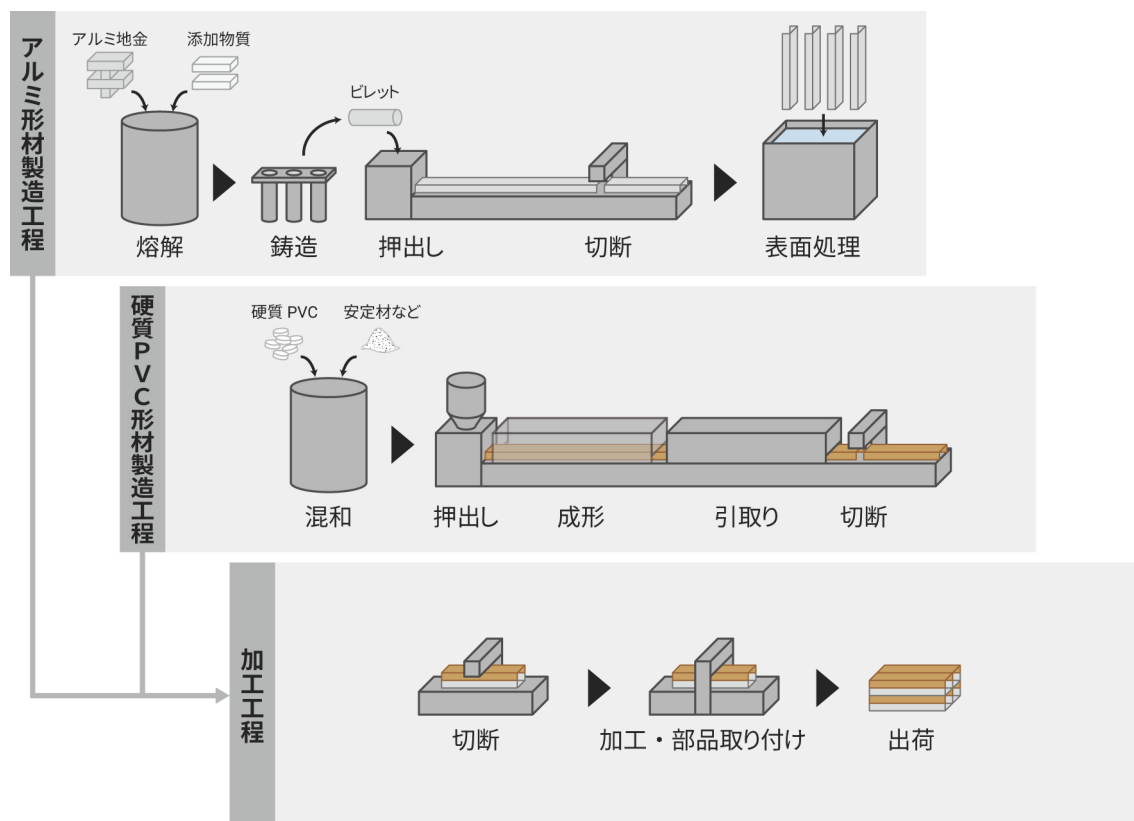 アルミ形材製造工程
アルミ地金
添加物質
ビレット
熔解
鋳造
押出し
切断
表面処理
硬質PVC形材製造工程
硬質 PVC
安定材など
混和
押出し
成形
引取り
切断
加工工程
切断
加工・部品取り付け
出荷